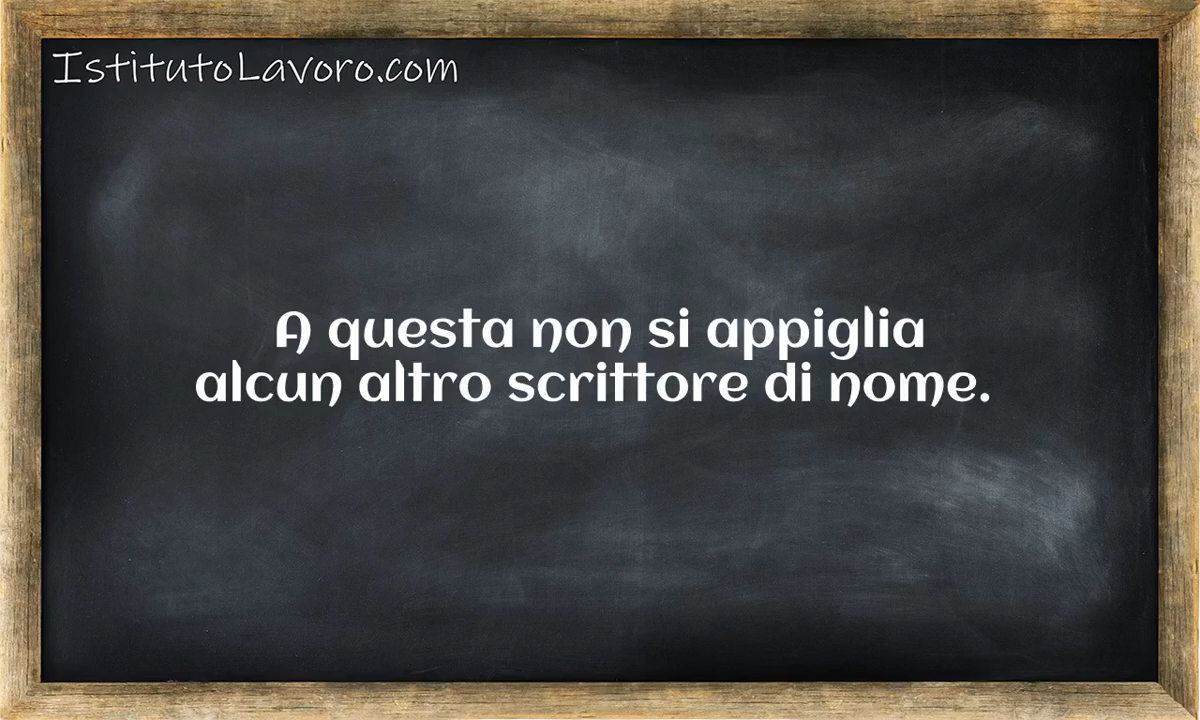 IstitutoLavoro.com
A questa non si appiglia
alcun altro scrittore di nome.